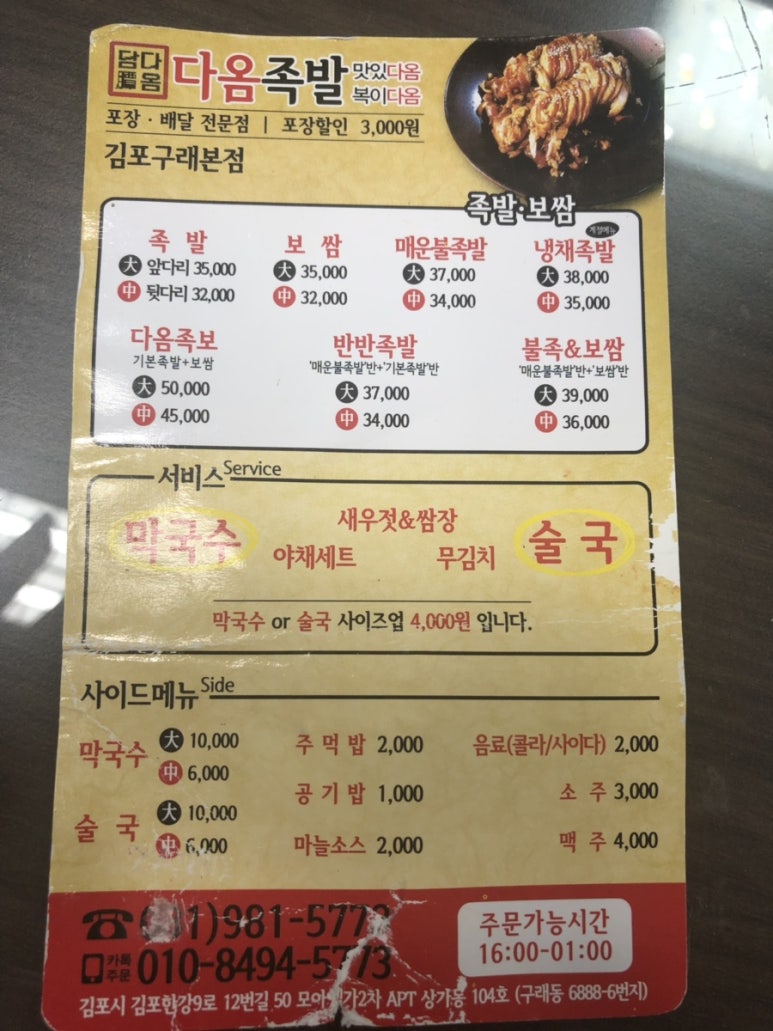 담다
옴
다옴족발 맛있다옴
복이다옴
포장 · 배달 전문점 | 포장할인 3,000원
김포구래본점
족발·보쌈
계절메뉴
족 발
大 앞다리 35,000
中 뒷다리 32,000
보 쌈
大 35,000
中 32,000
매운불족발
大 37,000
中 34,000
냉채족발
大 38,000
中 35,000
다옴족보
기본족발+보쌈
大 50,000
中 45,000
반반족발
'매운불족발'반+'기본족발'반
大 37,000
中 34,000
불족&보쌈
'매운불족발'반+'보쌈'반
大 39,000
中 36,000
서비스 Service
막국수
새우젓&쌈장
야채세트
무김치
술 국
막국수 or 술국 사이즈업 4,000원 입니다.
사이드메뉴 Side
막국수 大 10,000
中 6,000
술 국 大 10,000
中 6,000
주 먹 밥 2,000
공 기 밥 1,000
마늘소스 2,000
음료(콜라/사이다) 2,000
소 주 3,000
맥 주 4,000
981-577
카톡
주문 010-8494-5773
주문가능시간
16:00-01:00
김포시 김포한강9로 12번길 50 2차 APT 상가동 104호 (구래동 6888-6번지)